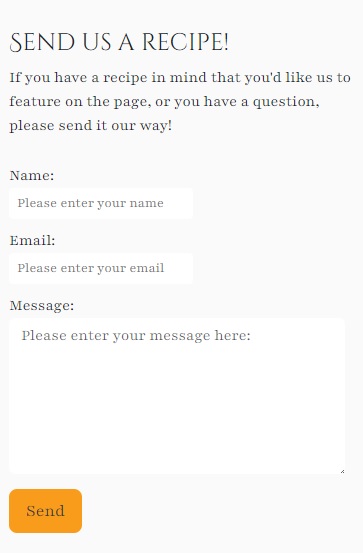 Send us a recipe!
If you have a recipe in mind that you'd like us to
feature on the page, or you have a question,
please send it our way!
Name:
Please enter your name
Email:
Please enter your email
Message:
Please enter your message here:
Send